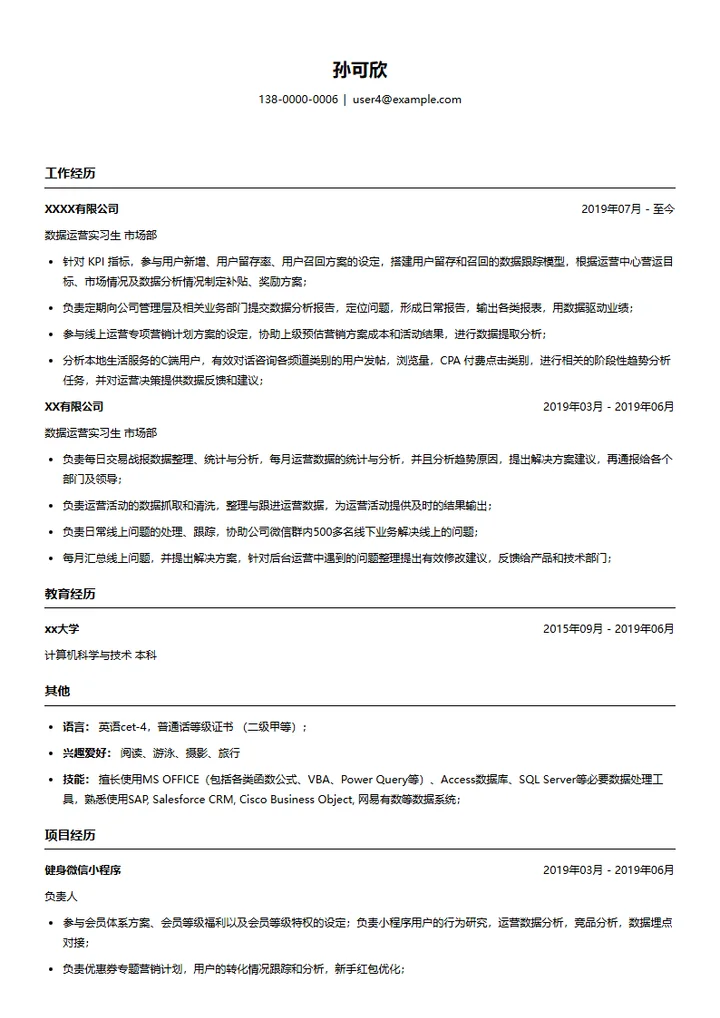 孙可欣
138-0000-0006 | user4@example.com
工作经历
XXXX有限公司 2019年07月 - 至今
数据运营实习生 市场部
• 针对 KPI 指标，参与用户新增、用户留存率、用户召回方案的设定，搭建用户留存和召回的数据跟踪模型，根据运营中心营运目
标、市场情况及数据分析情况制定补贴、奖励方案；
• 负责定期向公司管理层及相关业务部门提交数据分析报告，定位问题，形成日常报告，输出各类报表，用数据驱动业绩；
• 参与线上运营专项营销计划方案的设定，协助上级预估营销方案成本和活动结果，进行数据提取分析；
• 分析本地生活服务的C端用户，有效对话咨询各频道类别的用户发帖，浏览量，CPA 付费点击类别，进行相关的阶段性趋势分析
任务，并对运营决策提供数据反馈和建议；
XX有限公司 2019年03月 - 2019年06月
数据运营实习生 市场部
• 负责每日交易战报数据整理、统计与分析，每月运营数据的统计与分析，并且分析趋势原因，提出解决方案建议，再通报给各个
部门及领导；
• 负责运营活动的数据抓取和清洗，整理与跟进运营数据，为运营活动提供及时的结果输出；
• 负责日常线上问题的处理、跟踪，协助公司微信群内500多名线下业务解决线上的问题；
• 每月汇总线上问题，并提出解决方案，针对后台运营中遇到的问题整理提出有效修改建议，反馈给产品和技术部门；
教育经历
xx大学 2015年09月 - 2019年06月
计算机科学与技术 本科
其他
• 语言： 英语cet-4，普通话等级证书 （二级甲等）；
• 兴趣爱好： 阅读、游泳、摄影、旅行
• 技能： 擅长使用MS OFFICE（包括各类函数公式、VBA、Power Query等）、Access数据库、SQL Server等必要数据处理工
具，熟悉使用SAP, Salesforce CRM, Cisco Business Object, 网易有数等数据系统；
项目经历
健身微信小程序 2019年03月 - 2019年06月
负责人
• 参与会员体系方案、会员等级福利以及会员等级特权的设定；负责小程序用户的行为研究，运营数据分析，竞品分析，数据埋点
对接；
• 负责优惠券专题营销计划，用户的转化情况跟踪和分析，新手红包优化；